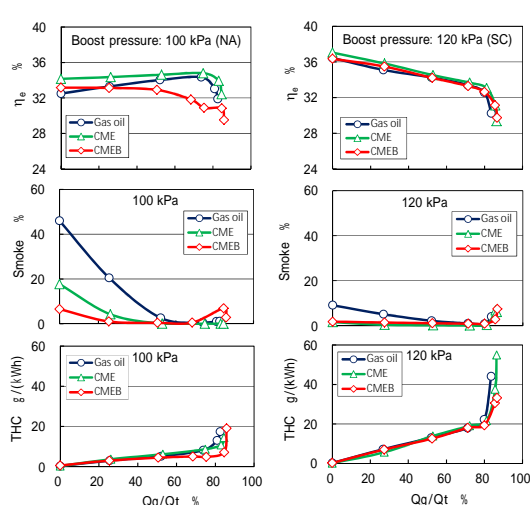 Boost pressure: 100 kPa (NA)
40
36
32
28
24
ηe %
Gas oil
CME
CMEB
Boost pressure: 120 kPa (SC)
40
36
32
28
24
ηe %
Gas oil
CME
CMEB
100 kPa
60
40
20
0
Smoke %
Gas oil
CME
CMEB
120 kPa
60
40
20
0
Smoke %
Gas oil
CME
CMEB
100 kPa
60
40
20
0
THC g/(kWh)
Gas oil
CME
CMEB
0 20 40 60 80 100
Qg/Qt %
120 kPa
60
40
20
0
THC g/(kWh)
Gas oil
CME
CMEB
0 20 40 60 80 100
Qg/Qt %